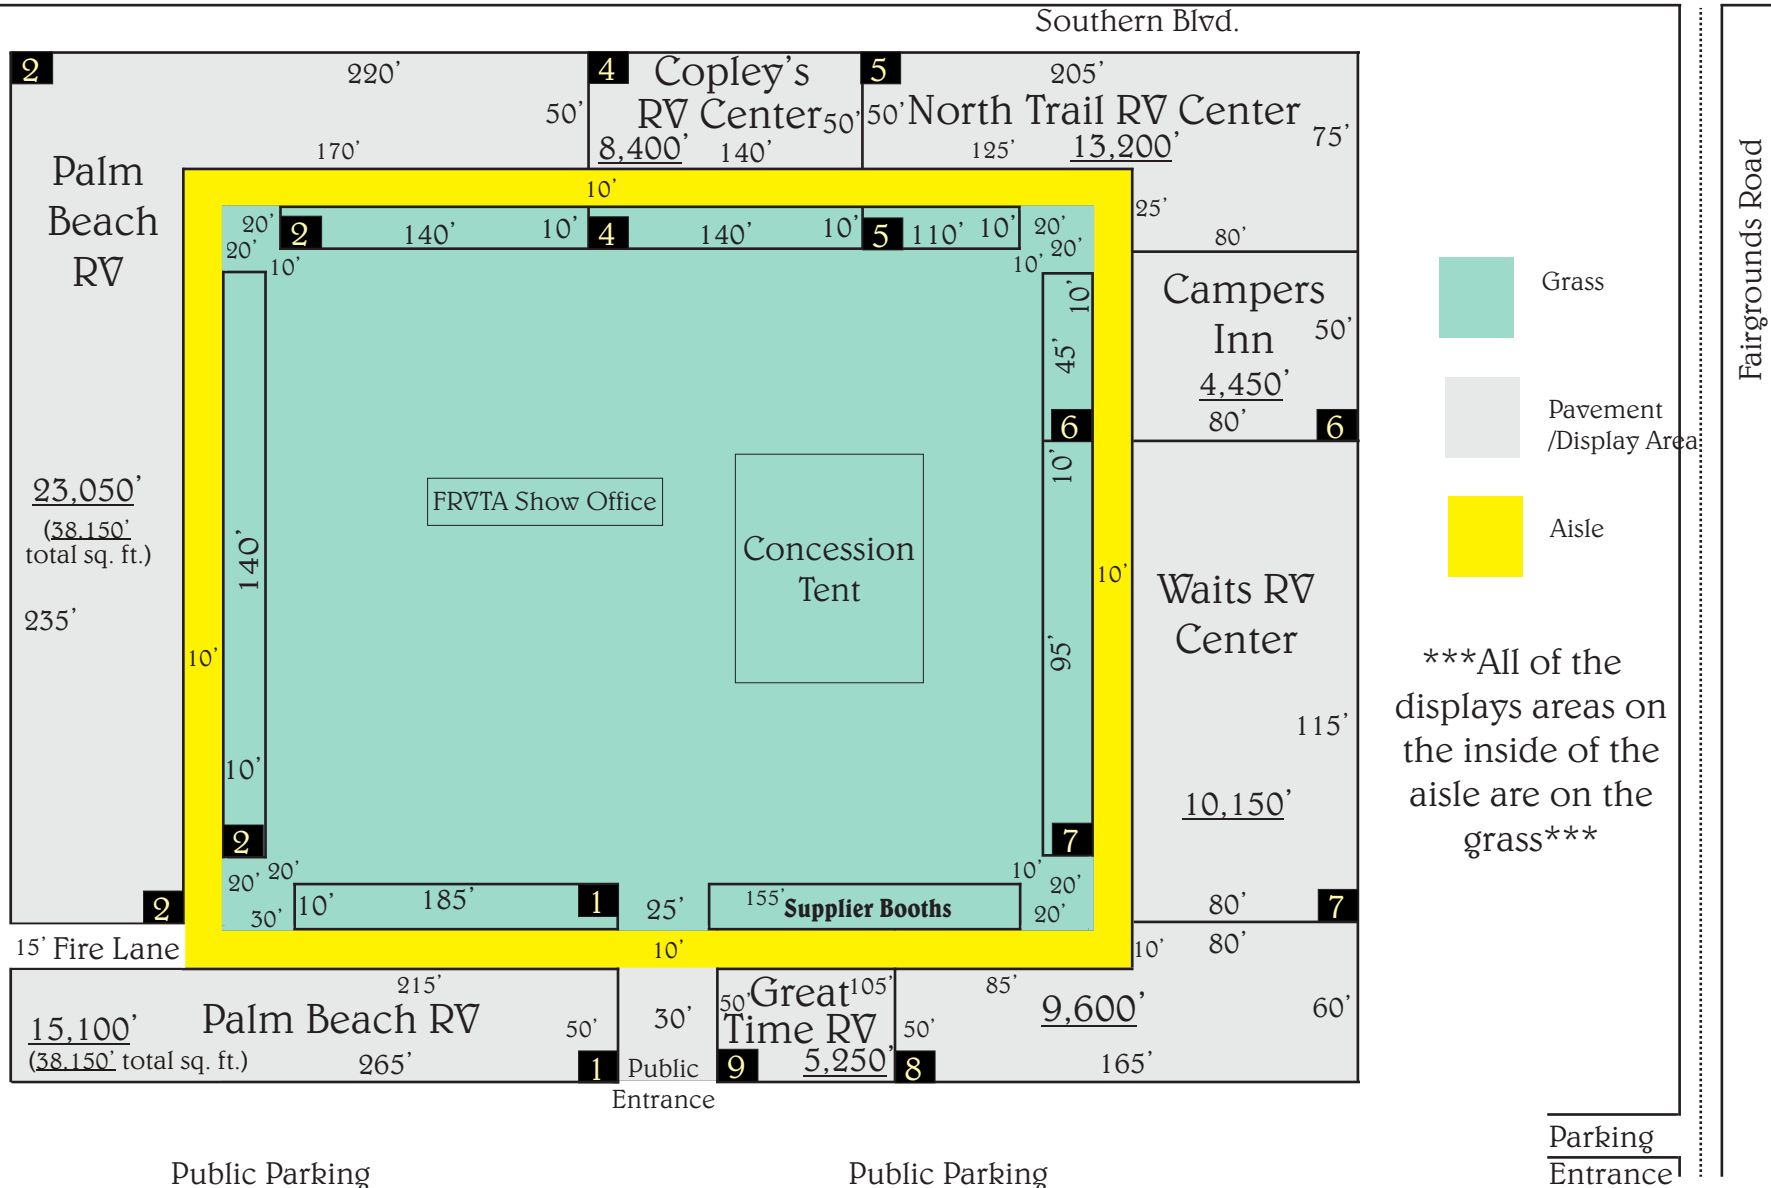 Southern Blvd.
2
220'
4
Copley's
5
205'
50'
RV Center
50'
50'
North Trail RV Center
75'
170'
8,400'
140'
125'
13,200'
Palm
Beach
RV
10'
20'
2
140'
10'
4
140'
10'
5
110'
10'
20'
25'
20'
10'
10'
20'
80'
10'
Campers
Inn
50'
45'
4,450'
6
80'
6
10'
23,050'
(38.150'
total sq. ft.)
FRVTA Show Office
Concession
Tent
140'
10'
Waits RV
Center
235'
10'
95'
115'
10'
10,150'
2
7
20'
20'
10'
20'
2
30'
10'
185'
1
25'
155'
Supplier Booths
20'
80'
7
15' Fire Lane
10'
10'
80'
215'
50'
Great
105'
85'
60'
15,100'
Palm Beach RV
50'
30'
Time RV
50'
9,600'
(38.150' total sq. ft.)
265'
1
Public
Entrance
9
5,250'
8
165'
Grass
Pavement
/Display Area
Aisle
***All of the
displays areas on
the inside of the
aisle are on the
grass***
Fairgrounds Road
Public Parking
Public Parking
Parking
Entrance